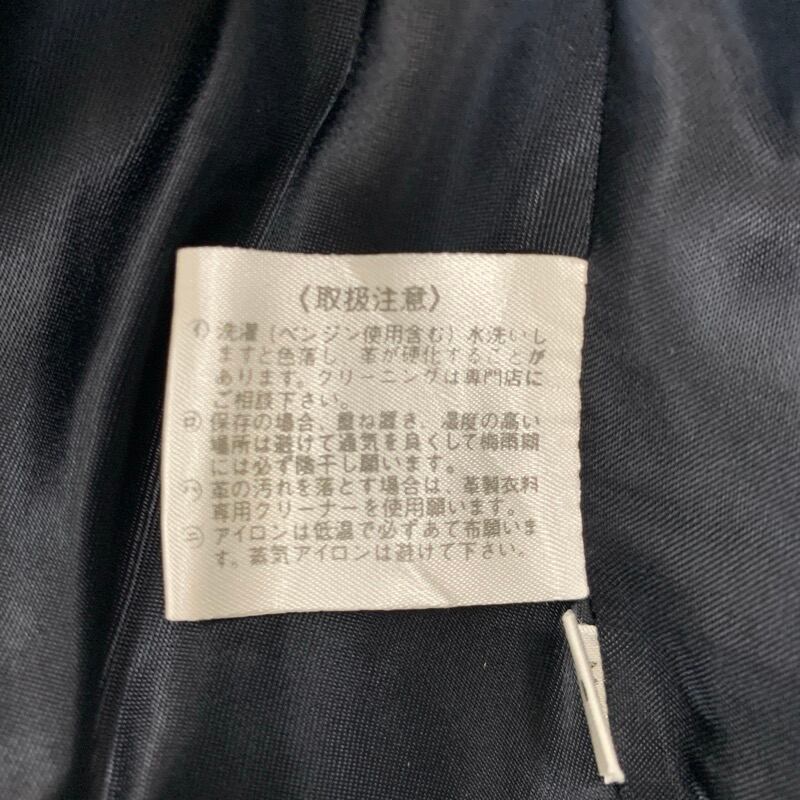 〈取扱注意〉
㋑ 洗濯(ベンジン使用含む)水洗いし
ますと色落し、革が硬化することが
あります。クリーニングは専門店に
ご相談下さい。
㋺ 保存の場合、重ね置き、湿度の高い
場所は避けて通気を良くして梅雨期
には必ず陰干し願います。
㋩ 革の汚れを落とす場合は、革製衣料
専用クリーナーを使用願います。
㋥ アイロンは低温で必ずあて布願いま
す。蒸気アイロンは避けて下さい。